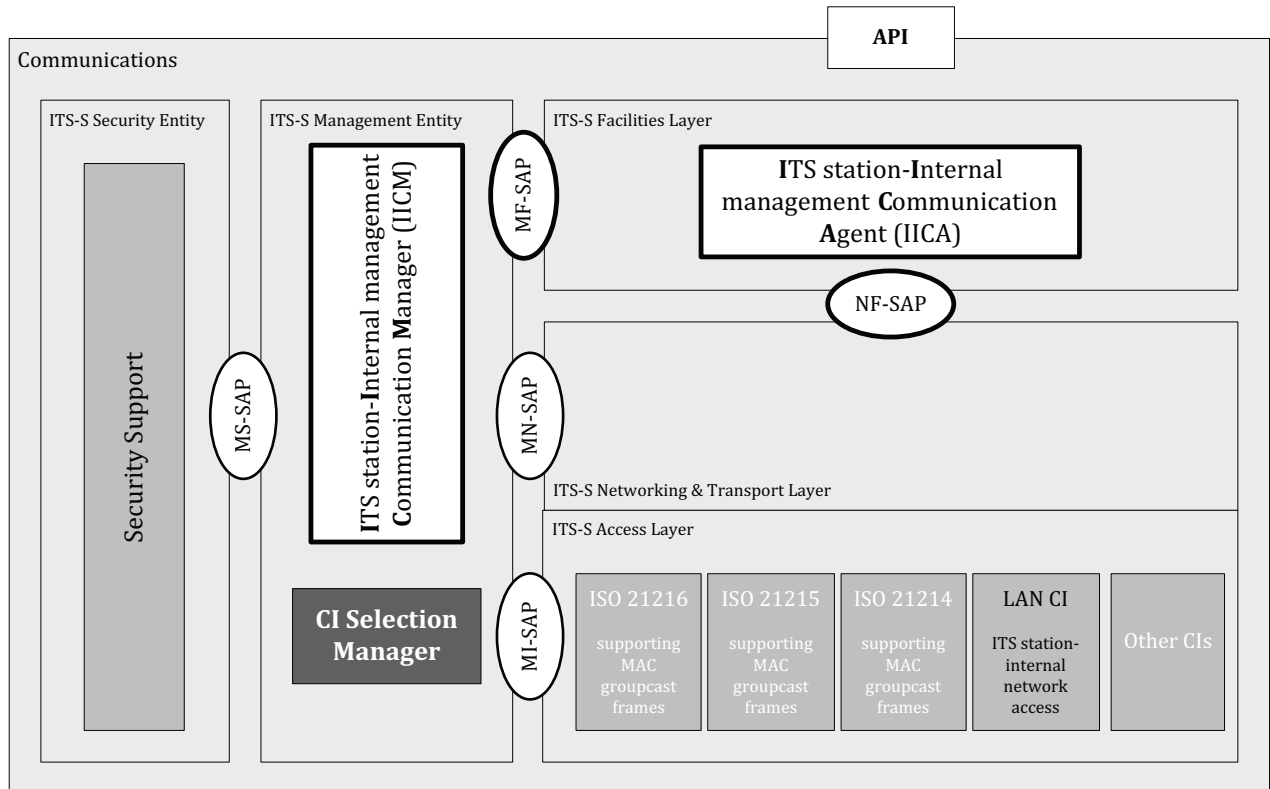 API
Communications
ITS-S Security Entity
Security Support
MS-SAP
ITS-S Management Entity
ITS station-Internal management
Communication Manager (IICM)
CI Selection
Manager
MF-SAP
MN-SAP
MI-SAP
ITS-S Facilities Layer
ITS station-Internal
management Communication
Agent (IICA)
NF-SAP
ITS-S Networking & Transport Layer
ITS-S Access Layer
ISO 21216
supporting
MAC
groupcast
frames
ISO 21215
supporting
MAC
groupcast
frames
ISO 21214
supporting
MAC
groupcast
frames
LAN CI
ITS station-
internal
network
access
Other CIs